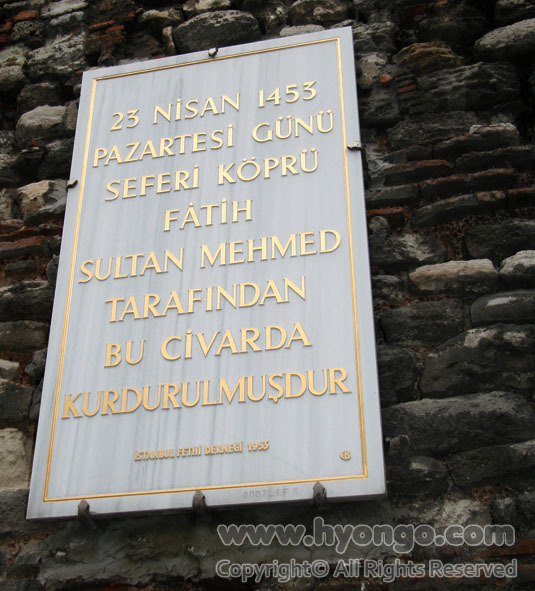 23 NİSAN 1453
PAZARTESİ GÜNÜ
SEFERİ KÖPRÜ
FÂTİH
SULTAN MEHMED
TARAFINDAN
BU CİVARDA
KURDURULMUŞDUR
İSTANBUL FETHİ DERNEĞİ 1953
www.hyongo.com
Copyright© All Rights Reserved